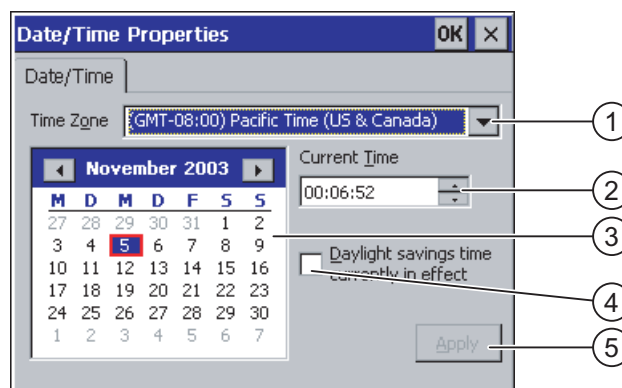 Date/Time Properties OK ×
Date/Time
Time Zone (GMT-08:00) Pacific Time (US & Canada) 1
November 2003 Current Time
M D M D F S S 00:06:52 2
27 28 29 30 31 1 2 3
3 4 5 6 7 8 9 Daylight savings time
10 11 12 13 14 15 16 currently in effect
17 18 19 20 21 22 23 4
24 25 26 27 28 29 30
1 2 3 4 5 6 7 Apply 5